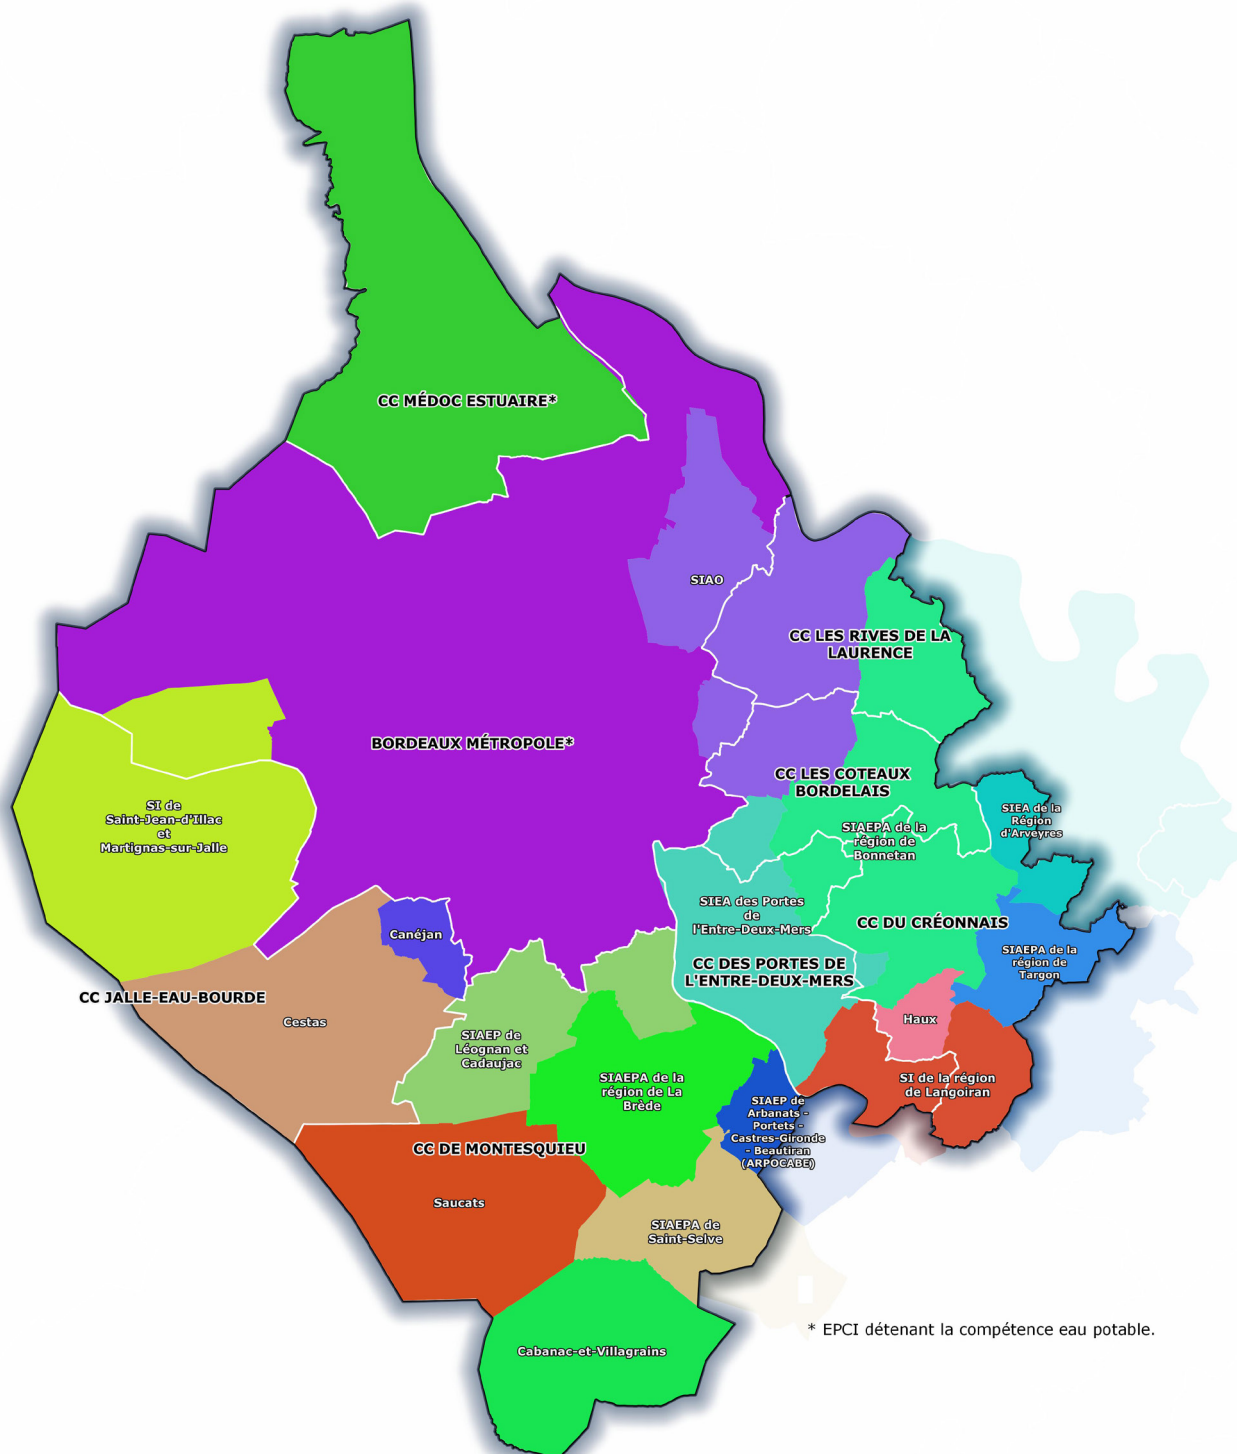 CC MÉDOC ESTUAIRE*
SIAO
CC LES RIVES DE LA
LAURENCE
BORDEAUX MÉTROPOLE*
CC LES COTEAUX
BORDELAIS
SI de
Saint-Jean-d'Illac
et
Martignas-sur-Jalle
SIEA de la
Région
d'Arveyres
SIAEPA de la
région de
Bonnetan
SIEA des Portes
de
l'Entre-Deux-Mers
CC DU CRÉONNAIS
Canéjan
SIAEPA de la
région de
Targon
CC DES PORTES DE
L'ENTRE-DEUX-MERS
CC JALLE-EAU-BOURDE
Cestas
Haux
SIAEP de
Léognan et
Cadaujac
SIAEPA de la
région de La
Brède
SI de la région
de Langoiran
SIAEP de
Arbanats -
Portets -
Castres-Gironde
- Beautiran
(ARPOCABE)
CC DE MONTESQUIEU
Saucats
SIAEPA de
Saint-Selve
* EPCI détenant la compétence eau potable.
Cabanac-et-Villagrains